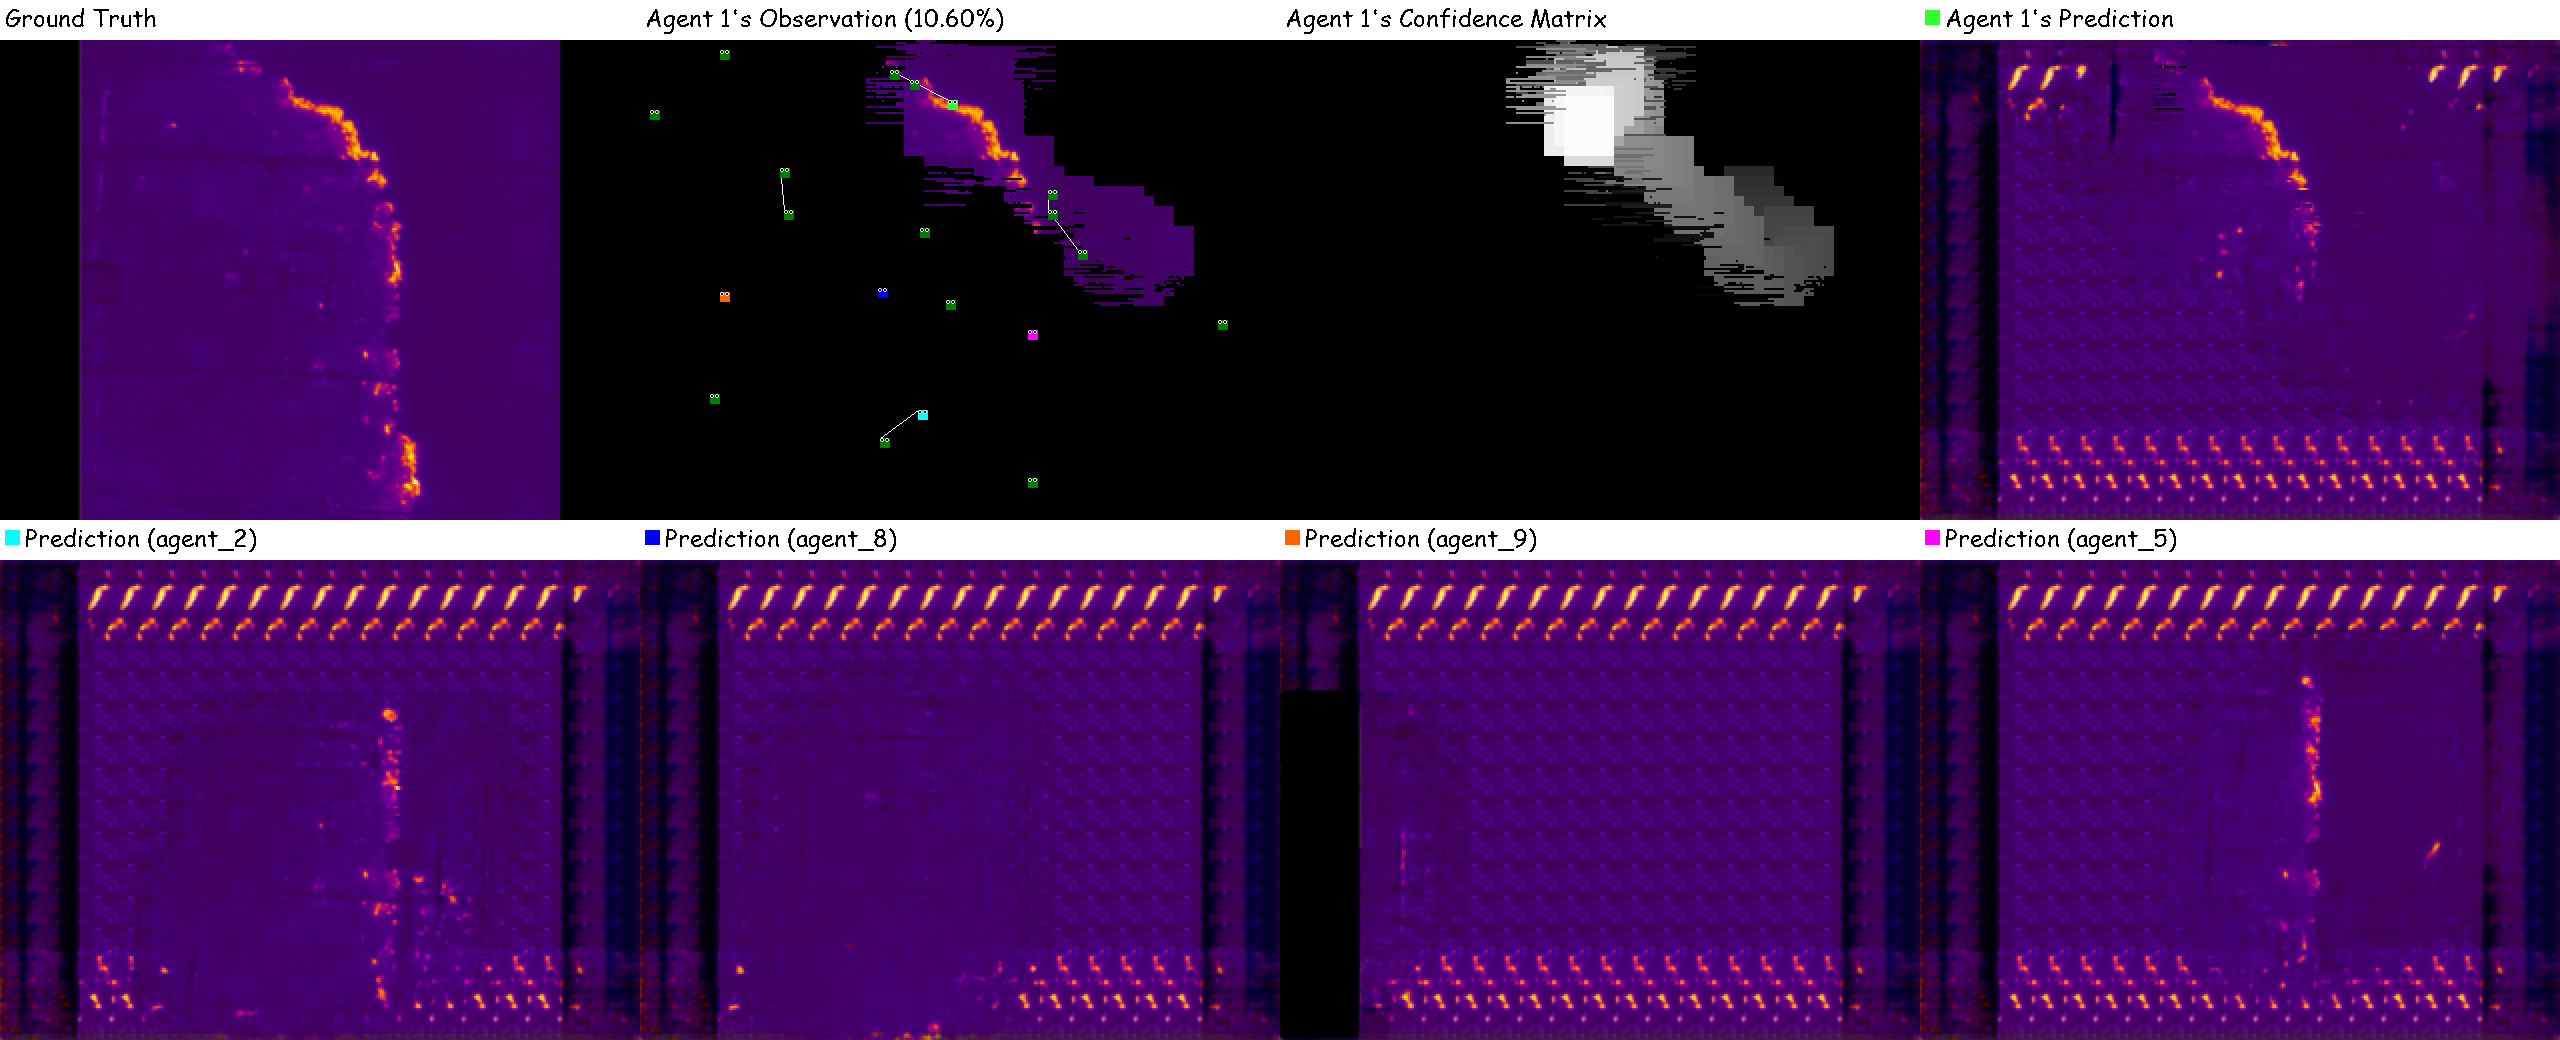 Ground Truth
Agent 1's Observation (10.60%)
Agent 1's Confidence Matrix
Agent 1's Prediction
Prediction (agent_2)
Prediction (agent_8)
Prediction (agent_9)
Prediction (agent_5)